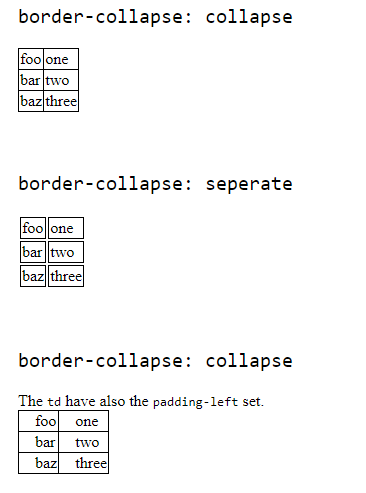 border-collapse: collapse
foo one
bar two
baz three
border-collapse: seperate
foo one
bar two
baz three
border-collapse: collapse
The td have also the padding-left set.
foo one
bar two
baz three